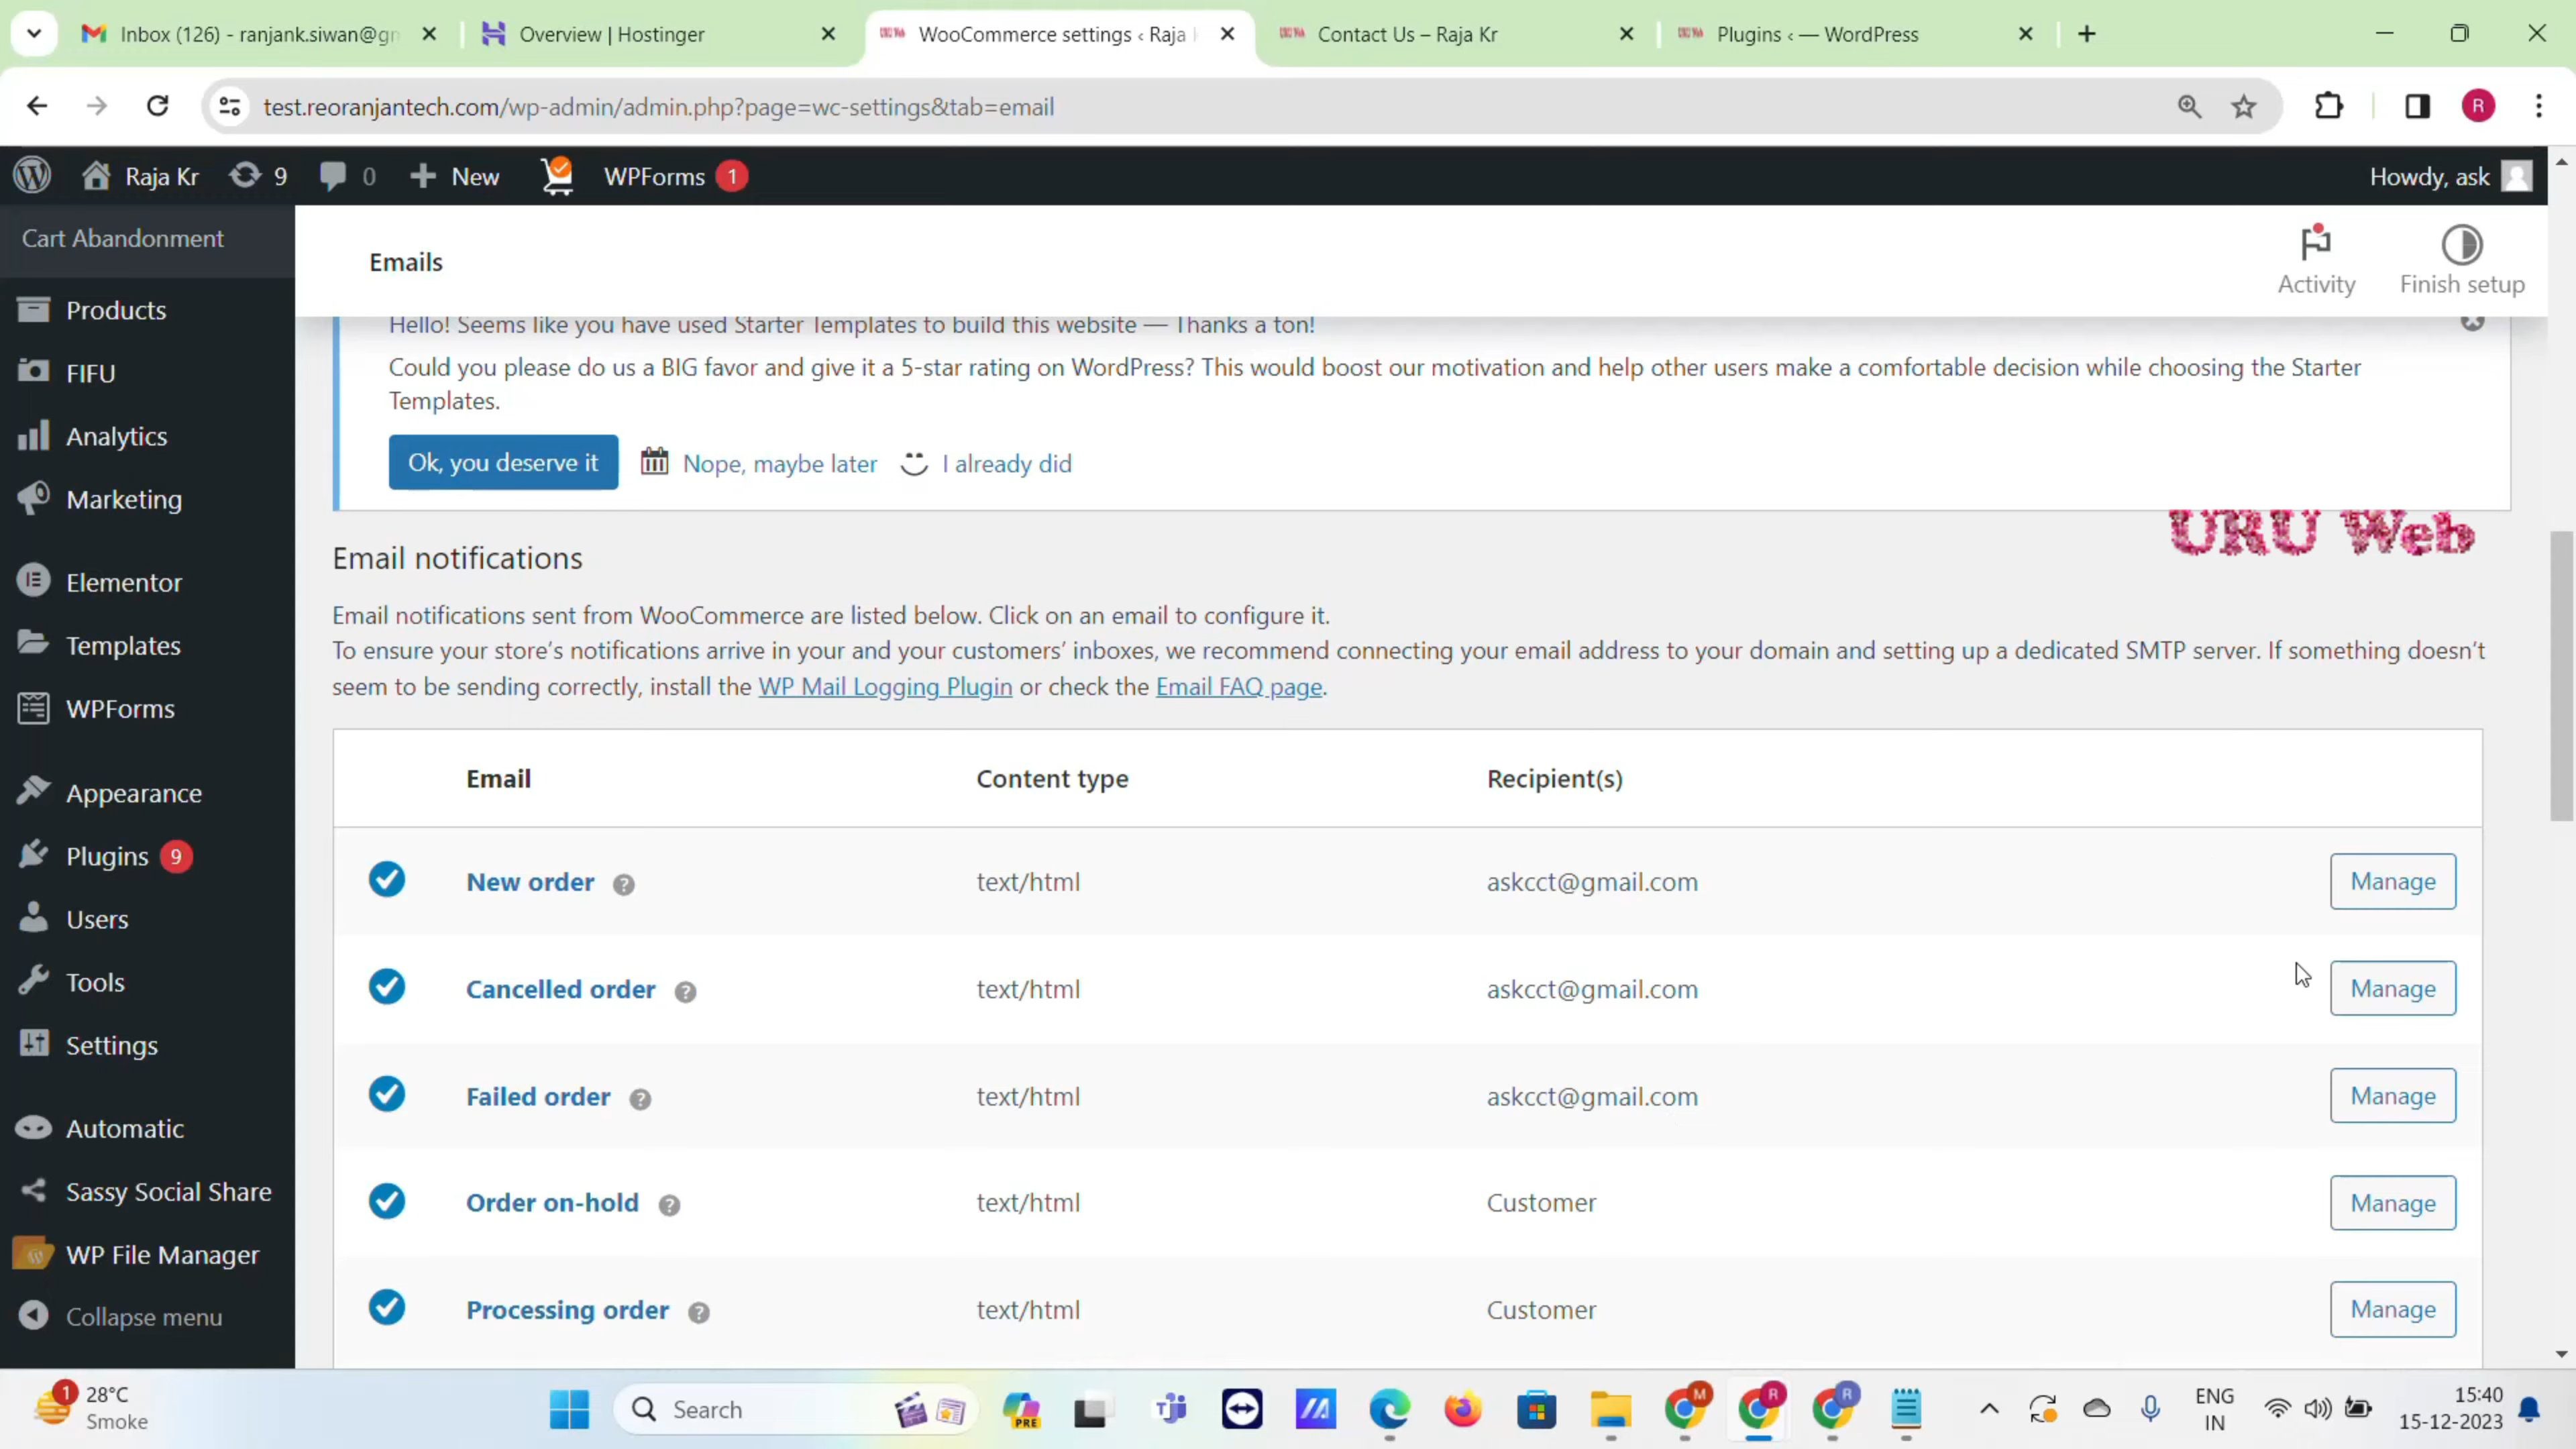 Inbox (126) - ranjank.siwan@gm
Overview | Hostinger
WooCommerce settings ‹ Raja
Contact Us – Raja Kr
Plugins ‹ — WordPress
test.reoranjantech.com/wp-admin/admin.php?page=wc-settings&tab=email
R
Raja Kr
9
0
New
WPForms 1
Howdy, ask
Cart Abandonment
Products
FIFU
Analytics
Marketing
Elementor
Templates
WPForms
Appearance
Plugins 9
Users
Tools
Settings
Automatic
Sassy Social Share
WP File Manager
Collapse menu
Emails
Activity
Finish setup
Hello! Seems like you have used Starter Templates to build this website — Thanks a ton!
Could you please do us a BIG favor and give it a 5-star rating on WordPress? This would boost our motivation and help other users make a comfortable decision while choosing the Starter
Templates.
Ok, you deserve it
Nope, maybe later
I already did
URU Web
Email notifications
Email notifications sent from WooCommerce are listed below. Click on an email to configure it.
To ensure your store’s notifications arrive in your and your customers’ inboxes, we recommend connecting your email address to your domain and setting up a dedicated SMTP server. If something doesn’t
seem to be sending correctly, install the WP Mail Logging Plugin or check the Email FAQ page.
Email Content type Recipient(s)
New order text/html askcct@gmail.com Manage
Cancelled order text/html askcct@gmail.com Manage
Failed order text/html askcct@gmail.com Manage
Order on-hold text/html Customer Manage
Processing order text/html Customer Manage
1
28°C
Smoke
Search
PRE
M
R
R
ENG
IN
15:40
15-12-2023